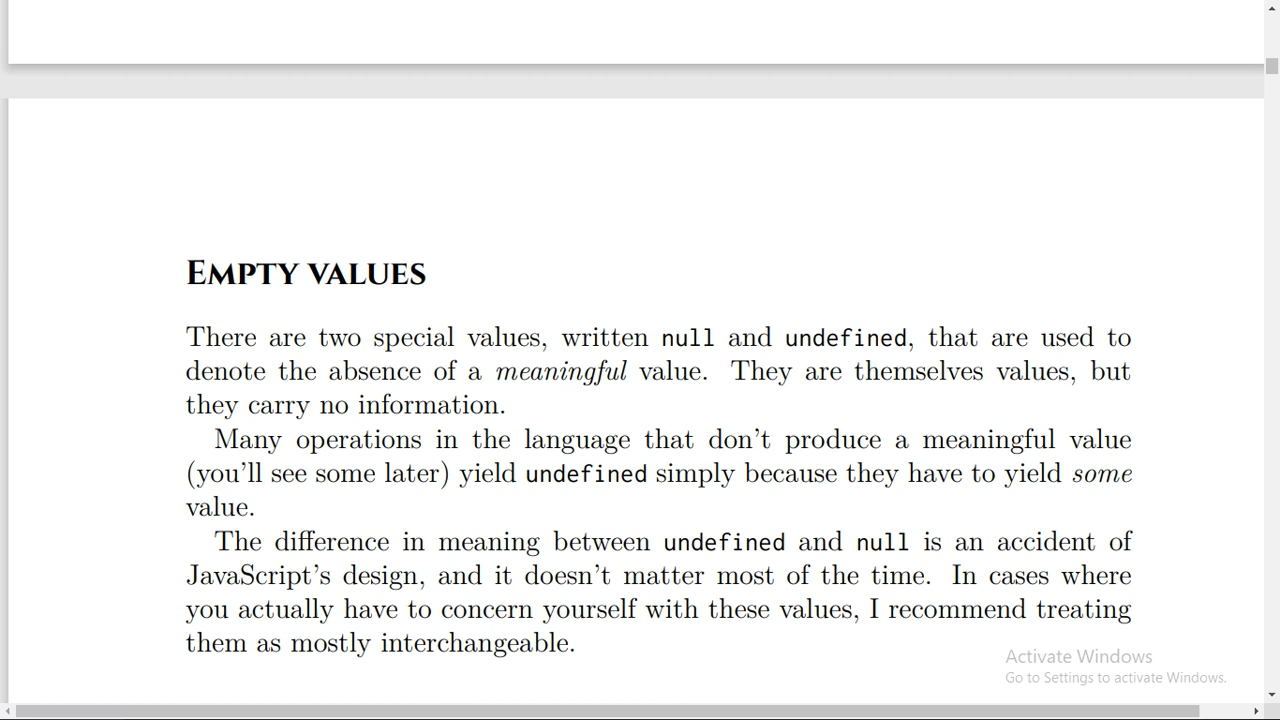 EMPTY VALUES
There are two special values, written null and undefined, that are used to
denote the absence of a meaningful value. They are themselves values, but
they carry no information.
Many operations in the language that don't produce a meaningful value
(you'll see some later) yield undefined simply because they have to yield some
value.
The difference in meaning between undefined and null is an accident of
JavaScript's design, and it doesn't matter most of the time. In cases where
you actually have to concern yourself with these values, I recommend treating
them as mostly interchangeable.
Activate Windows
Go to Settings to activate Windows.